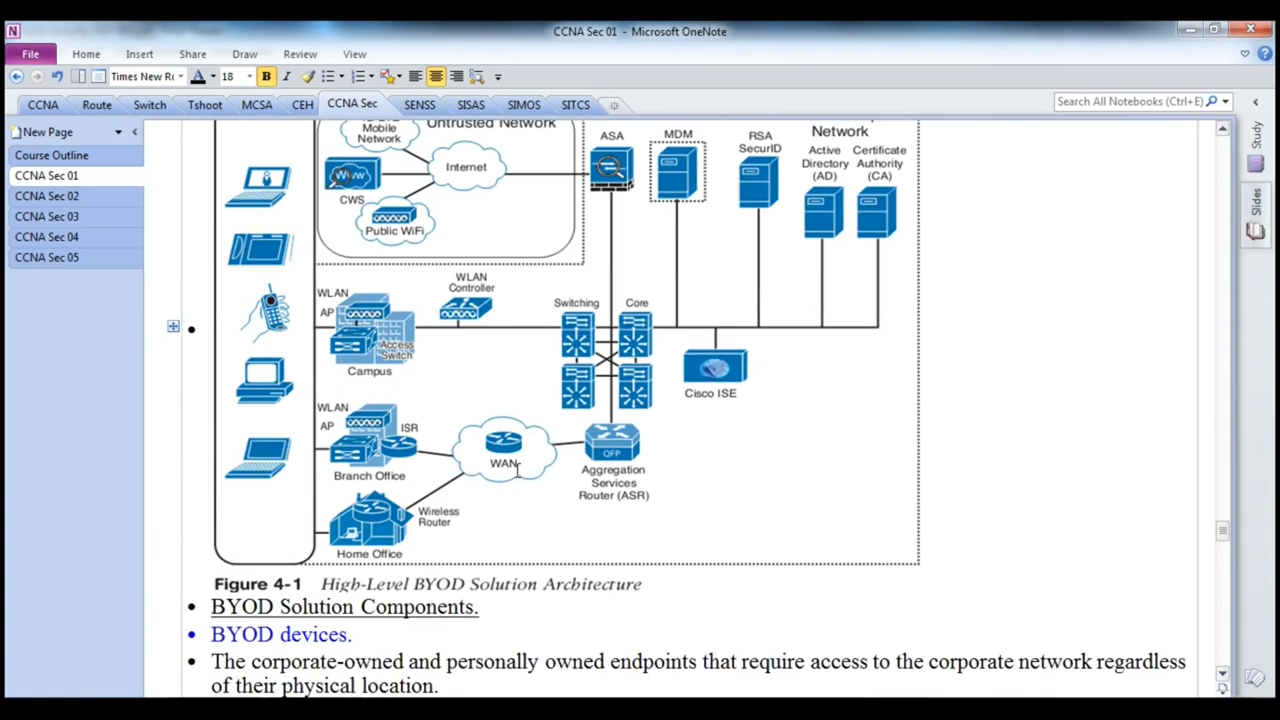 CCNA Sec 01 - Microsoft OneNote
File Home Insert Share Draw Review View
Times New Ro 18 B I
CCNA Route Switch Tshoot MCSA CEH CCNA Sec SENSS SISAS SIMOS SITCS
Search All Notebooks (Ctrl+E)
New Page
Course Outline
CCNA Sec 01
CCNA Sec 02
CCNA Sec 03
CCNA Sec 04
CCNA Sec 05
Study
Slides
Mobile
Network
Untrusted Network
Internet
www
CWS
Public WiFi
ASA
MDM
RSA
SecurID
Network
Active
Directory
(AD)
Certificate
Authority
(CA)
WLAN
AP
Access
Switch
Campus
WLAN
Controller
Switching
Core
Cisco ISE
WLAN
AP
ISR
Branch Office
WAN
QFP
Aggregation
Services
Router (ASR)
Wireless
Router
Home Office
Figure 4-1 High-Level BYOD Solution Architecture
• BYOD Solution Components.
• BYOD devices.
• The corporate-owned and personally owned endpoints that require access to the corporate network regardless
of their physical location.